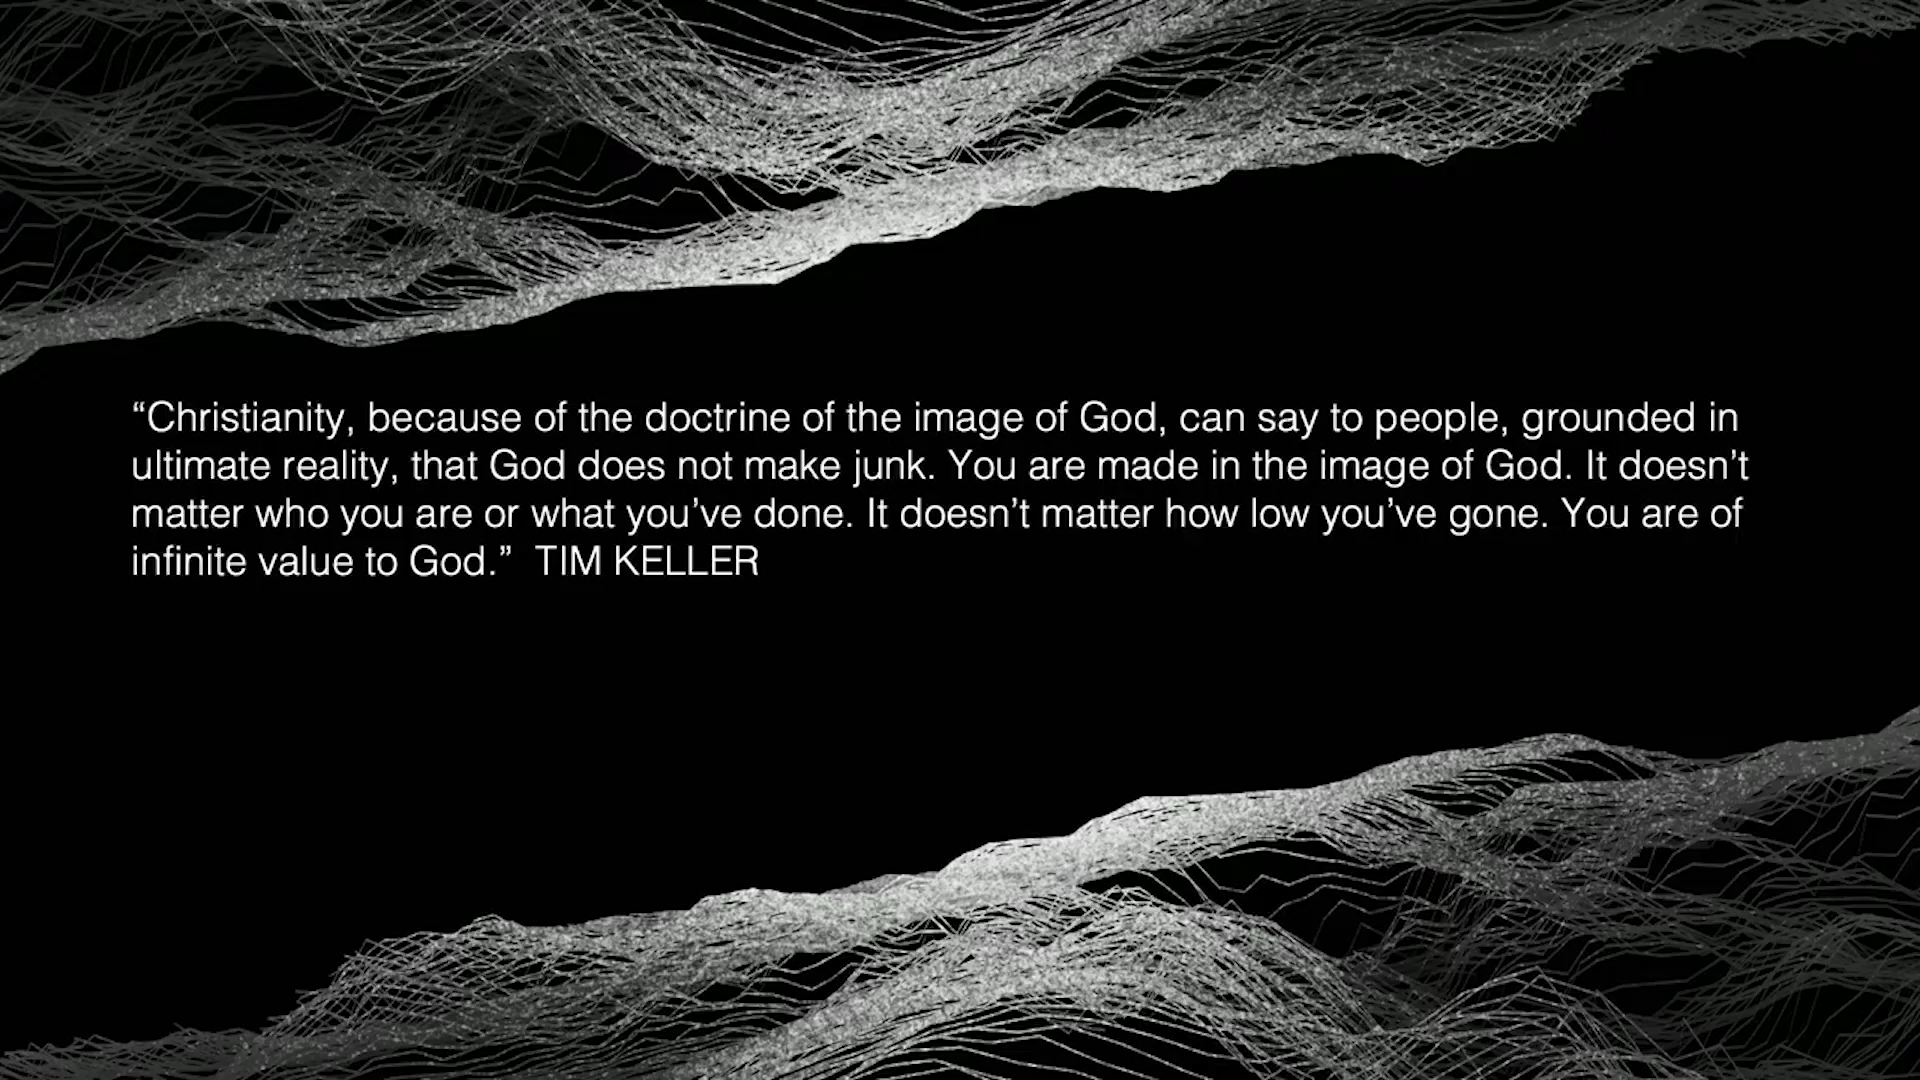 “Christianity, because of the doctrine of the image of God, can say to people, grounded in
ultimate reality, that God does not make junk. You are made in the image of God. It doesn’t
matter who you are or what you’ve done. It doesn’t matter how low you’ve gone. You are of
infinite value to God.”  TIM KELLER